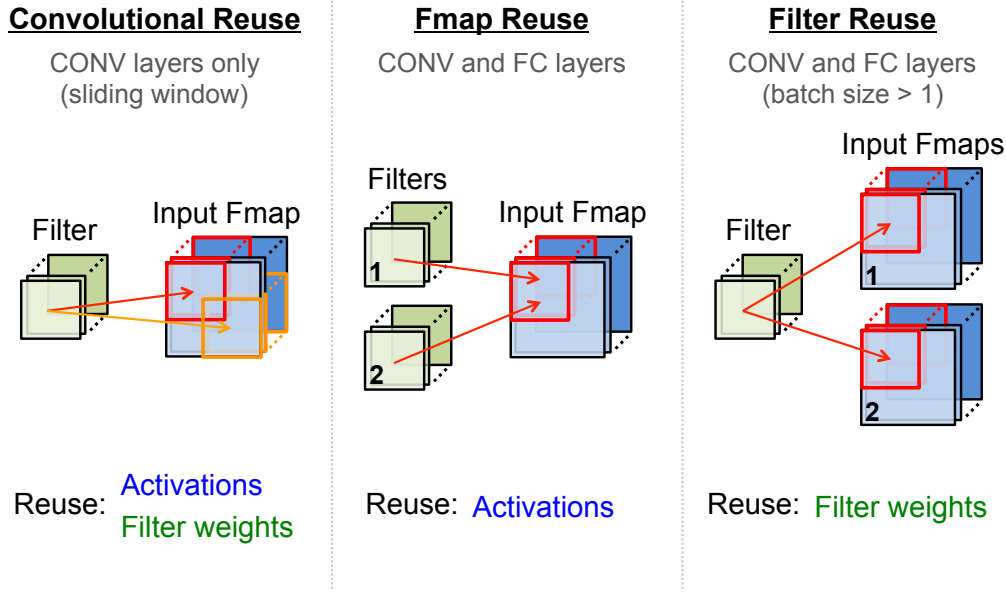 Convolutional Reuse
CONV layers only
(sliding window)
Filter
Input Fmap
Reuse:
Activations
Filter weights
Fmap Reuse
CONV and FC layers
Filters
Input Fmap
1
2
Reuse: Activations
Filter Reuse
CONV and FC layers
(batch size > 1)
Input Fmaps
Filter
1
2
Reuse: Filter weights